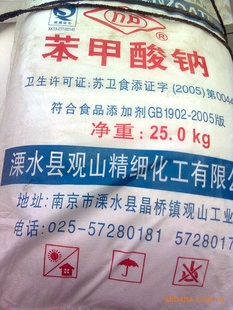 苯甲酸钠
卫生许可证:苏卫食添证字(2005)第004
符合食品添加剂GB1902-2005版
净重:25.0kg
溧水县观山精细化工有限公
地址:南京市溧水县晶桥镇观山工业
电话:025-57280181 5728017